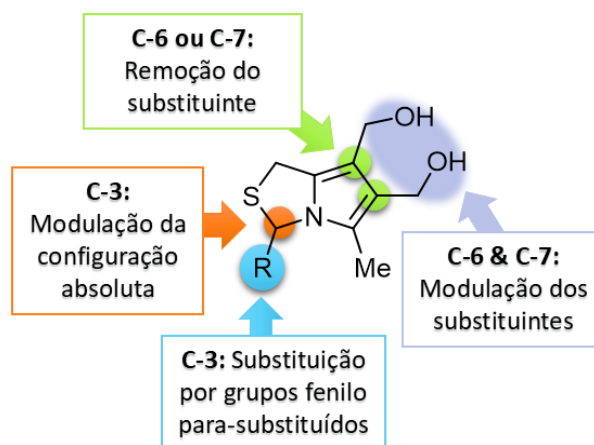 C-6 ou C-7:
Remoção do
substituinte
OH
OH
S
N
R
Me
C-3:
Modulação da
configuração
absoluta
C-6 & C-7:
Modulação dos
substituintes
C-3: Substituição
por grupos fenilo
para-substituídos